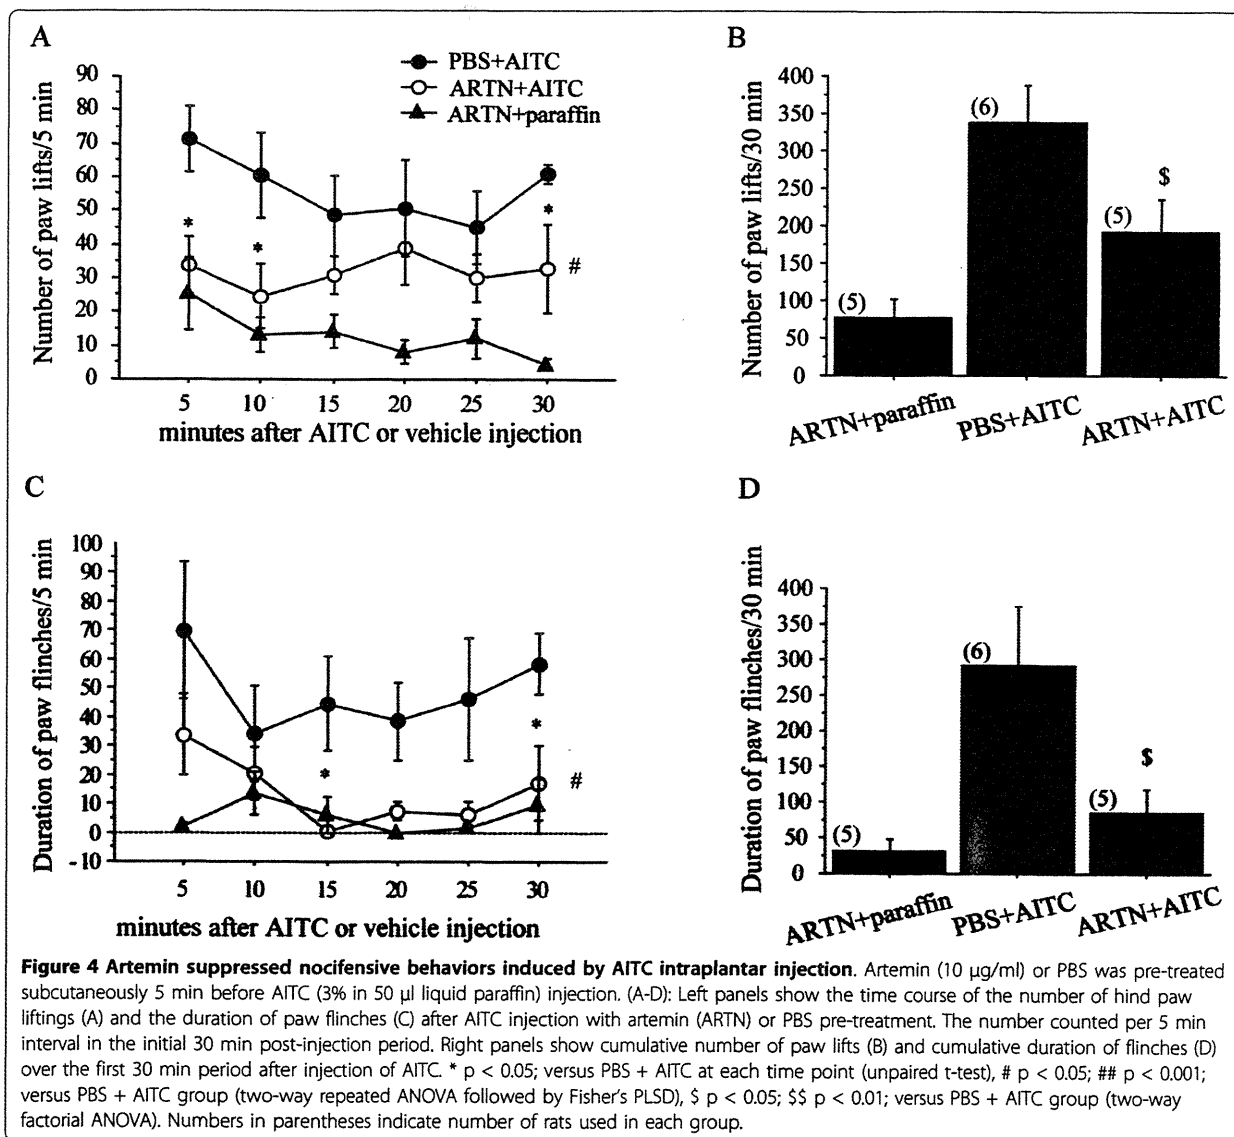 A
PBS+AITC
ARTN+AITC
ARTN+paraffin
Number of paw lifts/5 min
90
80
70
60
50
40
30
20
10
0
*
*
*
#
5 10 15 20 25 30
minutes after AITC or vehicle injection
B
Number of paw lifts/30 min
400
350
300
250
200
150
100
50
0
(5)
(6)
(5)
$
ARTN+paraffin
PBS+AITC
ARTN+AITC
C
Duration of paw flinches/5 min
100
90
80
70
60
50
40
30
20
10
0
-10
*
*
#
5 10 15 20 25 30
minutes after AITC or vehicle injection
D
Duration of paw flinches/30 min
400
350
300
250
200
150
100
50
0
(5)
(6)
(5)
$
ARTN+paraffin
PBS+AITC
ARTN+AITC
Figure 4 Artemin suppressed nocifensive behaviors induced by AITC intraplantar injection. Artemin (10 μg/ml) or PBS was pre-treated
subcutaneously 5 min before AITC (3% in 50 μl liquid paraffin) injection. (A-D): Left panels show the time course of the number of hind paw
liftings (A) and the duration of paw flinches (C) after AITC injection with artemin (ARTN) or PBS pre-treatment. The number counted per 5 min
interval in the initial 30 min post-injection period. Right panels show cumulative number of paw lifts (B) and cumulative duration of flinches (D)
over the first 30 min period after injection of AITC. * p < 0.05; versus PBS + AITC at each time point (unpaired t-test), # p < 0.05; ## p < 0.001;
versus PBS + AITC group (two-way repeated ANOVA followed by Fisher's PLSD), $ p < 0.05; $$ p < 0.01; versus PBS + AITC group (two-way
factorial ANOVA). Numbers in parentheses indicate number of rats used in each group.